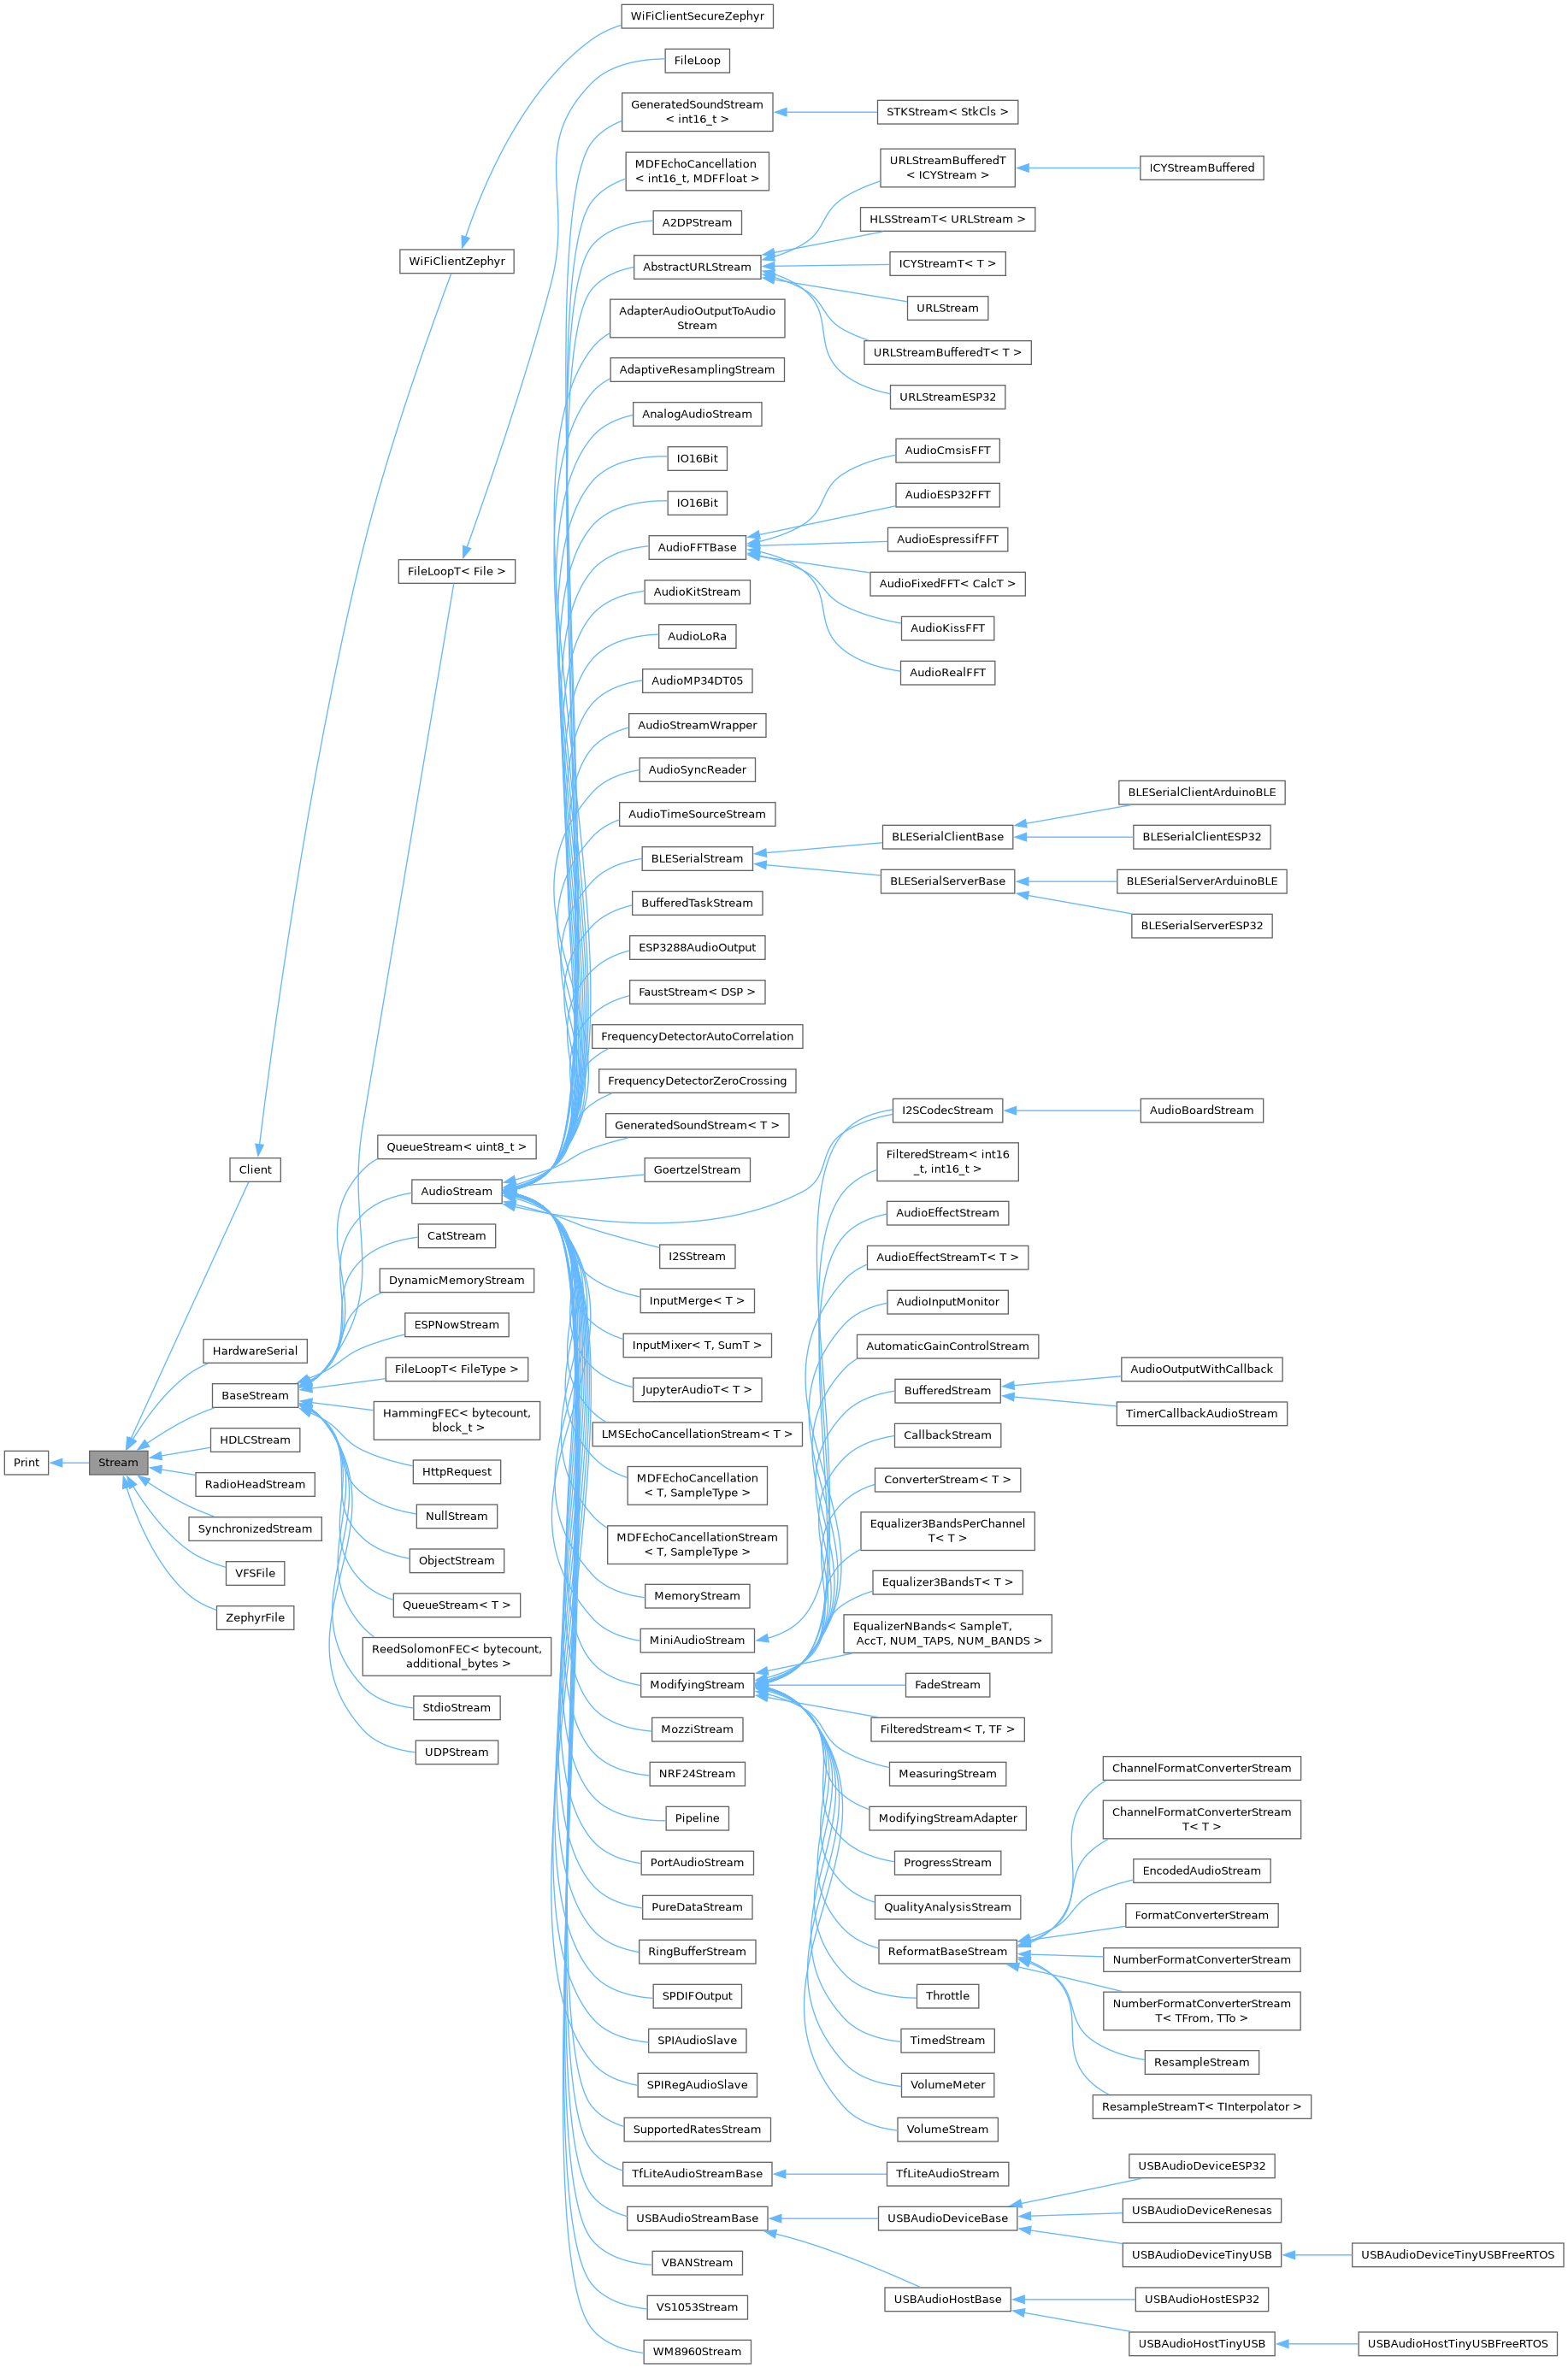 WiFiClientSecureZephyr
FileLoop
GeneratedSoundStream
< int16_t >
STKStream< StkCls >
MDFEchoCancellation
< int16_t, MDFFloat >
URLStreamBufferedT
< ICYStream >
ICYStreamBuffered
A2DPStream
HLSStreamT< URLStream >
WiFiClientZephyr
AbstractURLStream
ICYStreamT< T >
AdapterAudioOutputToAudio
Stream
URLStream
AdaptiveResamplingStream
URLStreamBufferedT< T >
AnalogAudioStream
URLStreamESP32
IO16Bit
AudioCmsisFFT
IO16Bit
AudioESP32FFT
AudioFFTBase
AudioEspressifFFT
FileLoopT< File >
AudioKitStream
AudioFixedFFT< CalcT >
AudioLoRa
AudioKissFFT
AudioMP34DT05
AudioRealFFT
AudioStreamWrapper
AudioSyncReader
BLESerialClientArduinoBLE
AudioTimeSourceStream
BLESerialClientBase
BLESerialClientESP32
BLESerialStream
BLESerialServerBase
BLESerialServerArduinoBLE
BufferedTaskStream
BLESerialServerESP32
ESP3288AudioOutput
FaustStream< DSP >
FrequencyDetectorAutoCorrelation
FrequencyDetectorZeroCrossing
I2SCodecStream
AudioBoardStream
GeneratedSoundStream< T >
QueueStream< uint8_t >
FilteredStream< int16
_t, int16_t >
Client
GoertzelStream
AudioStream
AudioEffectStream
CatStream
I2SStream
AudioEffectStreamT< T >
DynamicMemoryStream
InputMerge< T >
AudioInputMonitor
ESPNowStream
InputMixer< T, SumT >
AutomaticGainControlStream
HardwareSerial
FileLoopT< FileType >
JupyterAudioT< T >
BufferedStream
AudioOutputWithCallback
BaseStream
TimerCallbackAudioStream
HammingFEC< bytecount,
block_t >
LMSEchoCancellationStream< T >
CallbackStream
HDLCStream
Print
Stream
HttpRequest
MDFEchoCancellation
< T, SampleType >
ConverterStream< T >
RadioHeadStream
NullStream
SynchronizedStream
MDFEchoCancellationStream
< T, SampleType >
Equalizer3BandsPerChannel
T< T >
ObjectStream
VFSFile
MemoryStream
Equalizer3BandsT< T >
QueueStream< T >
ZephyrFile
MiniAudioStream
EqualizerNBands< SampleT,
AccT, NUM_TAPS, NUM_BANDS >
ReedSolomonFEC< bytecount,
additional_bytes >
ModifyingStream
FadeStream
StdioStream
MozziStream
FilteredStream< T, TF >
UDPStream
NRF24Stream
MeasuringStream
ChannelFormatConverterStream
Pipeline
ModifyingStreamAdapter
ChannelFormatConverterStream
T< T >
PortAudioStream
ProgressStream
EncodedAudioStream
PureDataStream
QualityAnalysisStream
FormatConverterStream
RingBufferStream
ReformatBaseStream
NumberFormatConverterStream
SPDIFOutput
Throttle
NumberFormatConverterStream
T< TFrom, TTo >
SPIAudioSlave
TimedStream
ResampleStream
SPIRegAudioSlave
VolumeMeter
ResampleStreamT< TInterpolator >
SupportedRatesStream
VolumeStream
TfLiteAudioStreamBase
TfLiteAudioStream
USBAudioDeviceESP32
USBAudioStreamBase
USBAudioDeviceBase
USBAudioDeviceRenesas
VBANStream
USBAudioDeviceTinyUSB
USBAudioDeviceTinyUSBFreeRTOS
VS1053Stream
USBAudioHostBase
USBAudioHostESP32
WM8960Stream
USBAudioHostTinyUSB
USBAudioHostTinyUSBFreeRTOS